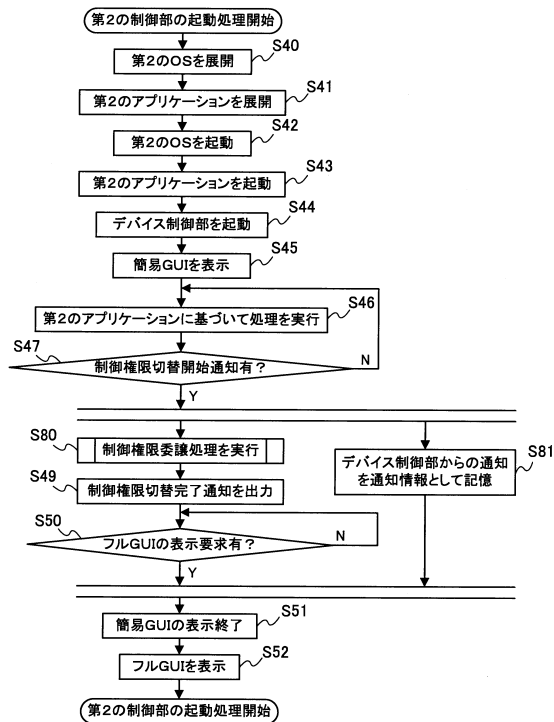 第2の制御部の起動処理開始
S40
第2のOSを展開
S41
第2のアプリケーションを展開
S42
第2のOSを起動
S43
第2のアプリケーションを起動
S44
デバイス制御部を起動
S45
簡易GUIを表示
S46
第2のアプリケーションに基づいて処理を実行
S47
制御権限切替開始通知有?
N
Y
S80
制御権限委譲処理を実行
S81
デバイス制御部からの通知
を通知情報として記憶
S49
制御権限切替完了通知を出力
S50
フルGUIの表示要求有?
N
Y
S51
簡易GUIの表示終了
S52
フルGUIを表示
第2の制御部の起動処理開始